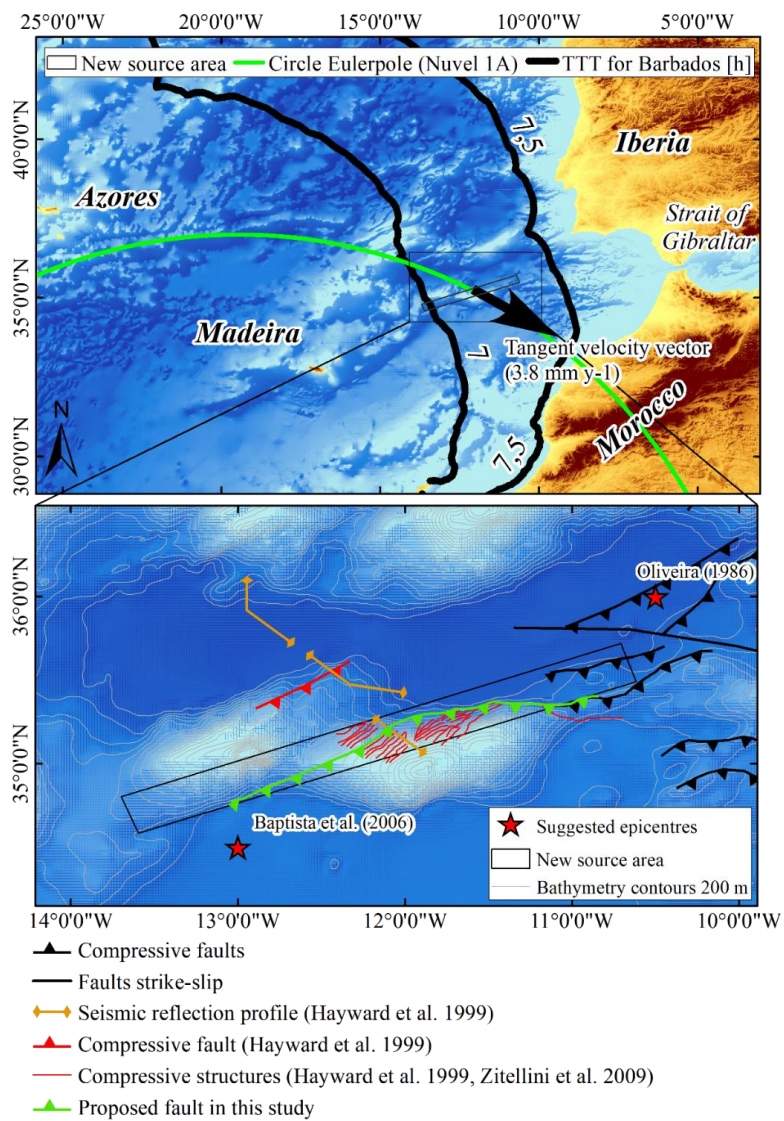 25°0'0"W 20°0'0"W 15°0'0"W 10°0'0"W 5°0'0"W
New source area Circle Eulerpole (Nuvel 1A) TTT for Barbados [h]
40°0'0"N
7,5
Iberia
Azores
Strait of
Gibraltar
35°0'0"N
Madeira
7
Tangent velocity vector
(3.8 mm y-1)
N
Morocco
30°0'0"N
7,5
Oliveira (1986)
36°0'0"N
35°0'0"N
Baptista et al. (2006)
Suggested epicentres
New source area
Bathymetry contours 200 m
14°0'0"W 13°0'0"W 12°0'0"W 11°0'0"W 10°0'0"W
Compressive faults
Faults strike-slip
Seismic reflection profile (Hayward et al. 1999)
Compressive fault (Hayward et al. 1999)
Compressive structures (Hayward et al. 1999, Zitellini et al. 2009)
Proposed fault in this study